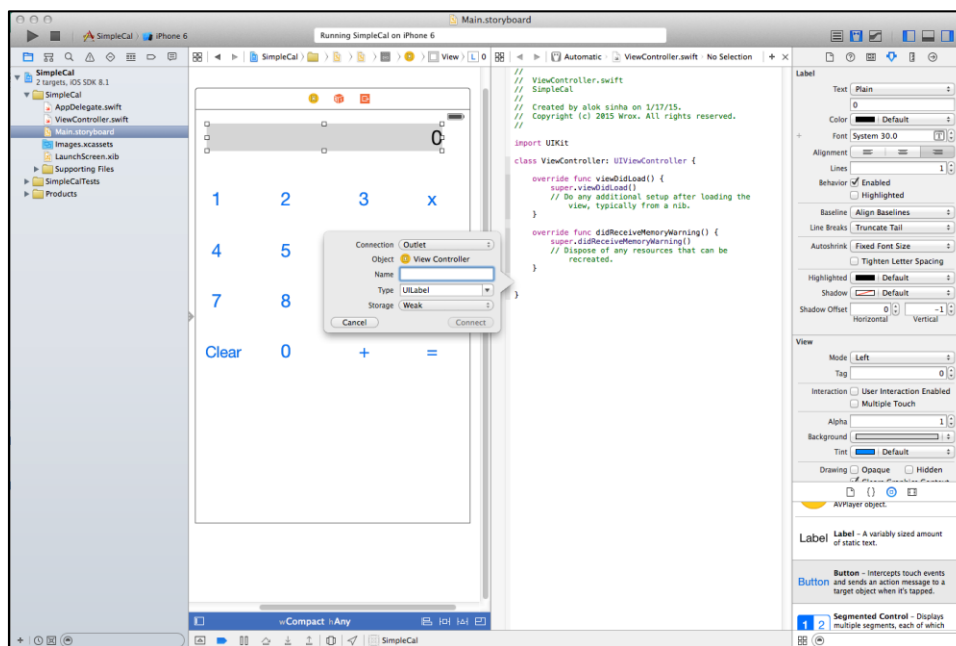 Main.storyboard
SimpleCal
iPhone 6
Running SimpleCal on iPhone 6
SimpleCal
View
L 0
Automatic
ViewController.swift
No Selection
SimpleCal
2 targets, iOS SDK 8.1
SimpleCal
AppDelegate.swift
ViewController.swift
Main.storyboard
Images.xcassets
LaunchScreen.xib
Supporting Files
SimpleCalTests
Products
0
1 2 3 x
4 5
7 8
Clear 0 + =
Connection Outlet
Object View Controller
Name
Type UILabel
Storage Weak
Cancel Connect
wCompact hAny
SimpleCal
//
// ViewController.swift
// SimpleCal
//
// Created by alok sinha on 1/17/15.
// Copyright (c) 2015 Wrox. All rights reserved.
//
import UIKit
class ViewController: UIViewController {
override func viewDidLoad() {
super.viewDidLoad()
// Do any additional setup after loading the
view, typically from a nib.
}
override func didReceiveMemoryWarning() {
super.didReceiveMemoryWarning()
// Dispose of any resources that can be
recreated.
}
}
Label
Text Plain
0
Color Default
Font System 30.0
Alignment
Lines 1
Behavior Enabled
Highlighted
Baseline Align Baselines
Line Breaks Truncate Tail
Autoshrink Fixed Font Size
Tighten Letter Spacing
Highlighted Default
Shadow Default
Shadow Offset 0 -1
Horizontal Vertical
View
Mode Left
Tag 0
Interaction User Interaction Enabled
Multiple Touch
Alpha 1
Background
Tint Default
Drawing Opaque Hidden
Clears Graphics Context
AVPlayer object.
Label Label – A variably sized amount
of static text.
Button Button – Intercepts touch events
and sends an action message to a
target object when it's tapped.
1 2 Segmented Control – Displays
multiple segments, each of which